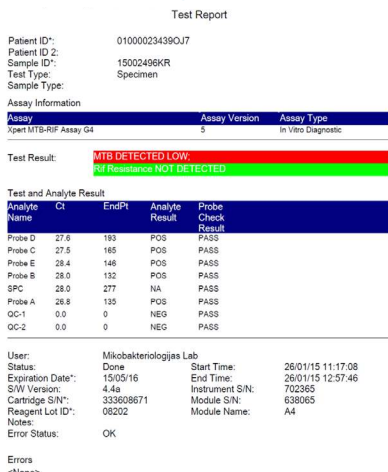 Test Report
Patient ID*: 01000023439OJ7
Patient ID 2:
Sample ID*: 15002496KR
Test Type: Specimen
Sample Type:
Assay Information
Assay Assay Version Assay Type
Xpert MTB-RIF Assay G4 5 In Vitro Diagnostic
Test Result: MTB DETECTED LOW;
Rif Resistance NOT DETECTED
Test and Analyte Result
Analyte Name Ct EndPt Analyte Result Probe Check Result
Probe D 27.6 193 POS PASS
Probe C 27.5 165 POS PASS
Probe E 28.4 146 POS PASS
Probe B 28.0 132 POS PASS
SPC 28.0 277 NA PASS
Probe A 26.8 135 POS PASS
QC-1 0.0 0 NEG PASS
QC-2 0.0 0 NEG PASS
User: Mikobakteriologijas Lab
Status: Done Start Time: 26/01/15 11:17:08
Expiration Date*: 15/05/16 End Time: 26/01/15 12:57:46
S/W Version: 4.4a Instrument S/N: 702365
Cartridge S/N*: 333608671 Module S/N: 638065
Reagent Lot ID*: 08202 Module Name: A4
Notes:
Error Status: OK
Errors
<None>